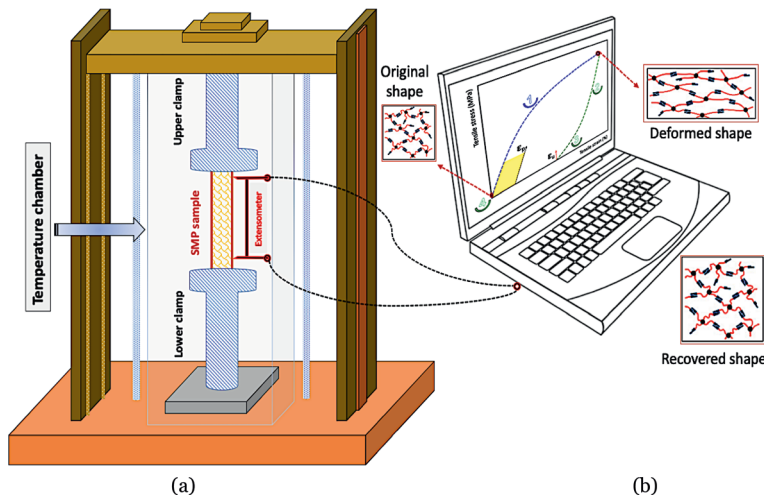 Temperature chamber
Upper clamp
SMP sample
Extensometer
Lower clamp
Original
shape
Tensile stress (MPa)
Tensile strain (%)
Deformed shape
Recovered shape
(a)
(b)